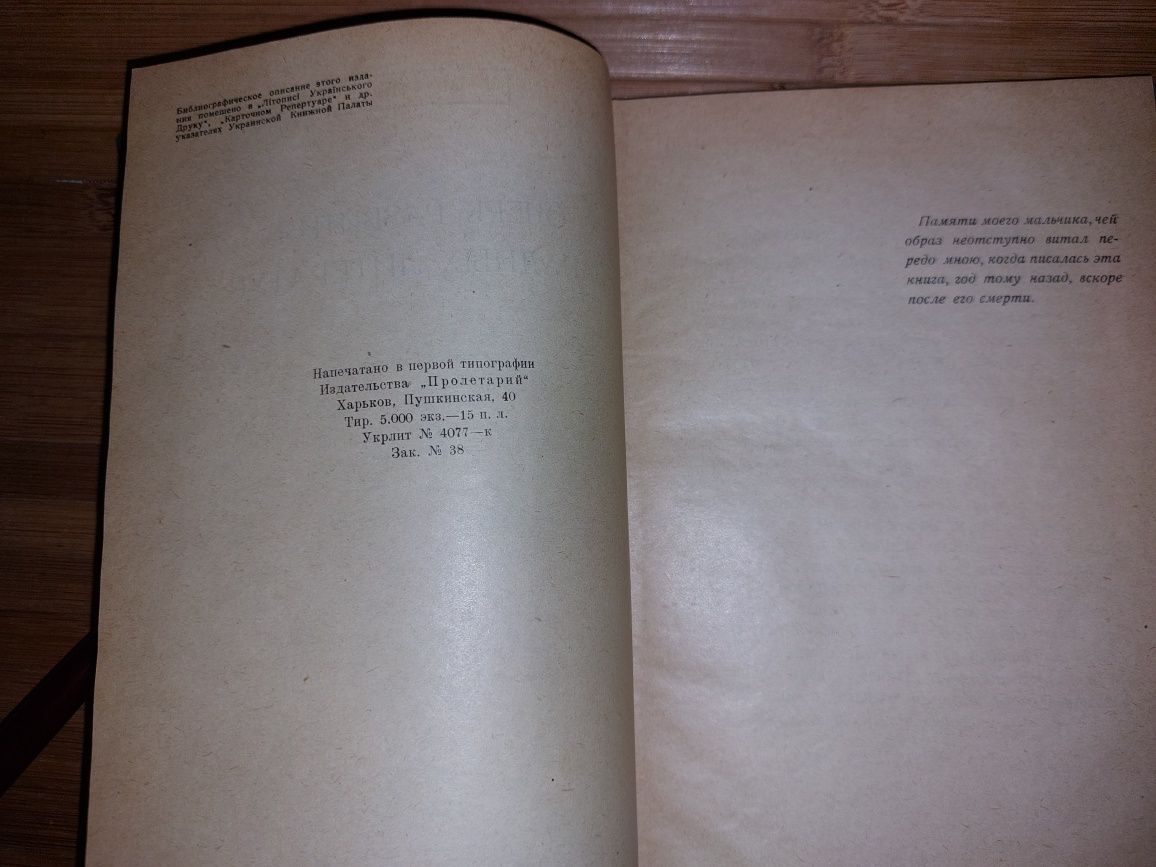 Библиографическое описание этого изда-
ния помещено в „Літописі Українського
Друку“, „Карточном Репертуаре“ и др.
указателях Украинской Книжной Палаты
Напечатано в первой типографии
Издательства „Пролетарий“
Харьков, Пушкинская, 40
Тир. 5.000 экз.—15 п. л.
Укрлит № 4077—к
Зак. № 38
Памяти моего мальчика, чей
образ неотступно витал пе-
редо мною, когда писалась эта
книга, год тому назад, вскоре
после его смерти.